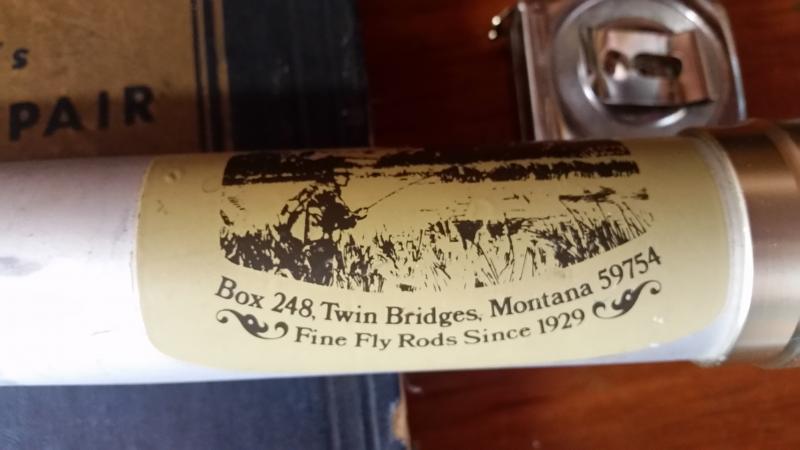 's
PAIR
Box 248, Twin Bridges, Montana 59754
Fine Fly Rods Since 1929